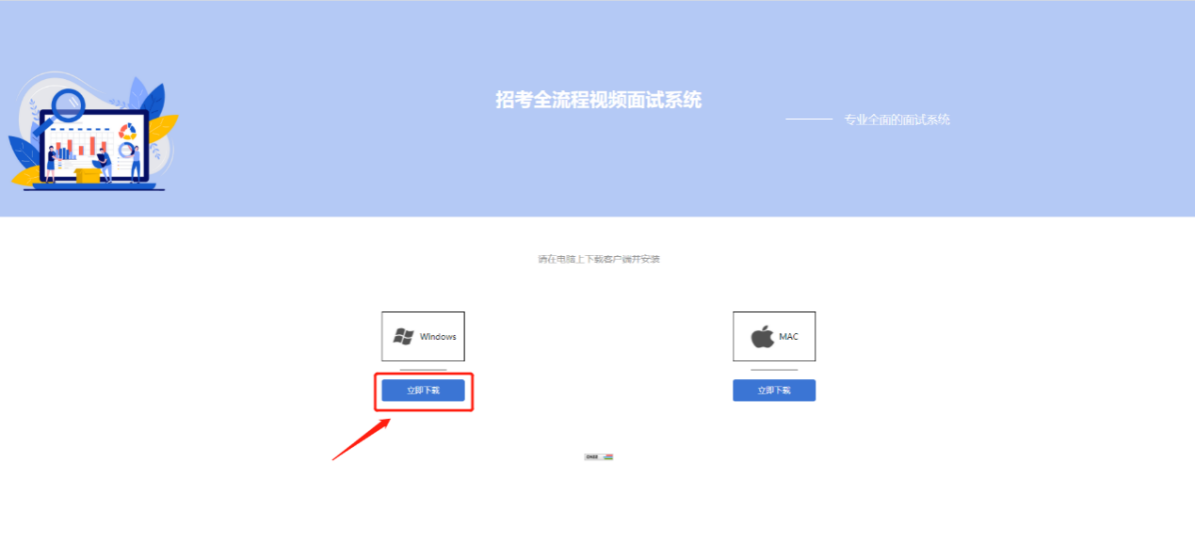 招考全流程视频面试系统
专业全面的面试系统
请在电脑上下载客户端并安装
Windows
MAC
立即下载
立即下载